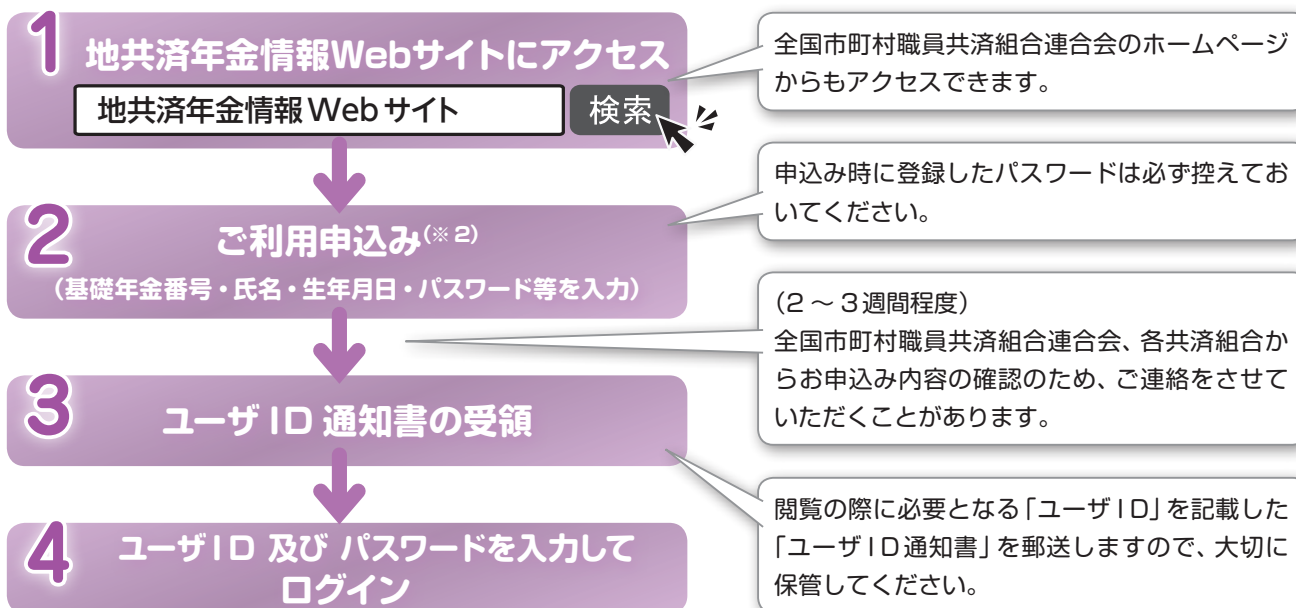 1
地共済年金情報Webサイトにアクセス
地共済年金情報Webサイト
検索
全国市町村職員共済組合連合会のホームページ
からもアクセスできます。
2
ご利用申込み(※2)
(基礎年金番号・氏名・生年月日・パスワード等を入力)
申込み時に登録したパスワードは必ず控えてお
いてください。
(2~3週間程度)
全国市町村職員共済組合連合会、各共済組合か
らお申込み内容の確認のため、ご連絡をさせて
いただくことがあります。
3
ユーザID 通知書の受領
閲覧の際に必要となる「ユーザID」を記載した
「ユーザID通知書」を郵送しますので、大切に
保管してください。
4
ユーザID 及び パスワードを入力して
ログイン